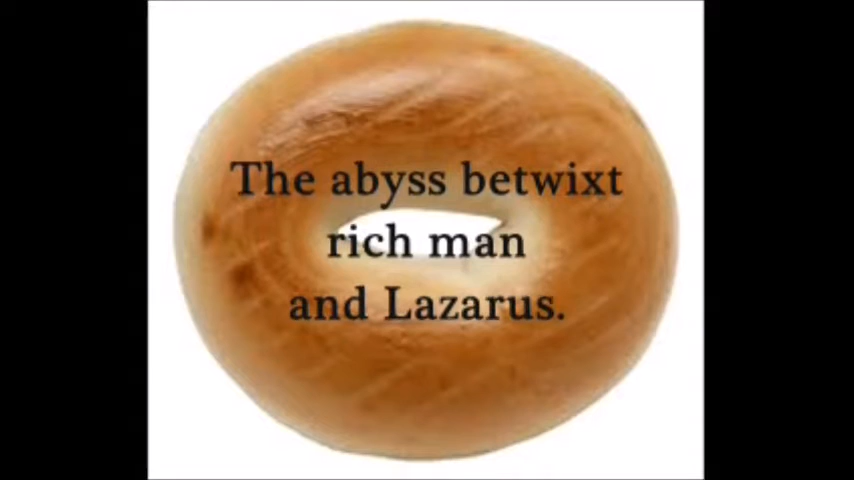 The abyss betwixt
rich man
and Lazarus.